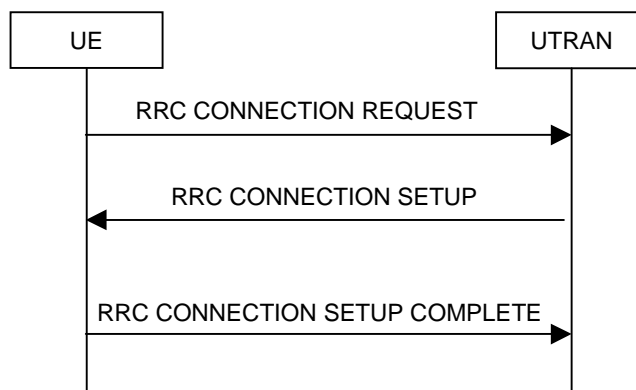 UE
UTRAN
RRC CONNECTION REQUEST
RRC CONNECTION SETUP
RRC CONNECTION SETUP COMPLETE